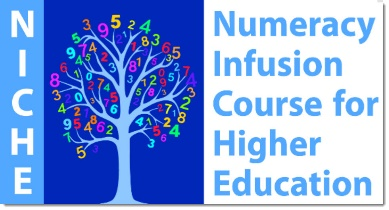 NICHE
Numeracy
Infusion
Course for
Higher
Education